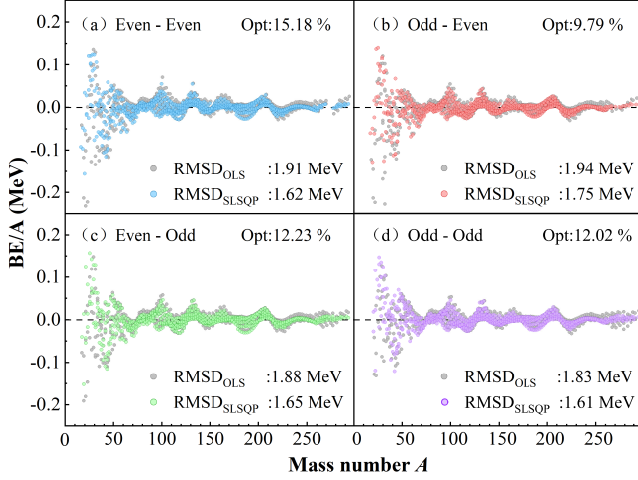 （a）Even - Even Opt:15.18 %
RMSD_OLS :1.91 MeV
RMSD_SLSQP :1.62 MeV
（b）Odd - Even Opt:9.79 %
RMSD_OLS :1.94 MeV
RMSD_SLSQP :1.75 MeV
（c）Even - Odd Opt:12.23 %
RMSD_OLS :1.88 MeV
RMSD_SLSQP :1.65 MeV
（d）Odd - Odd Opt:12.02 %
RMSD_OLS :1.83 MeV
RMSD_SLSQP :1.61 MeV
BE/A (MeV)
0.1
0.0
-0.1
-0.2
0.1
0.0
-0.1
-0.2
0 50 100 150 200 250
0 50 100 150 200 250
Mass number A